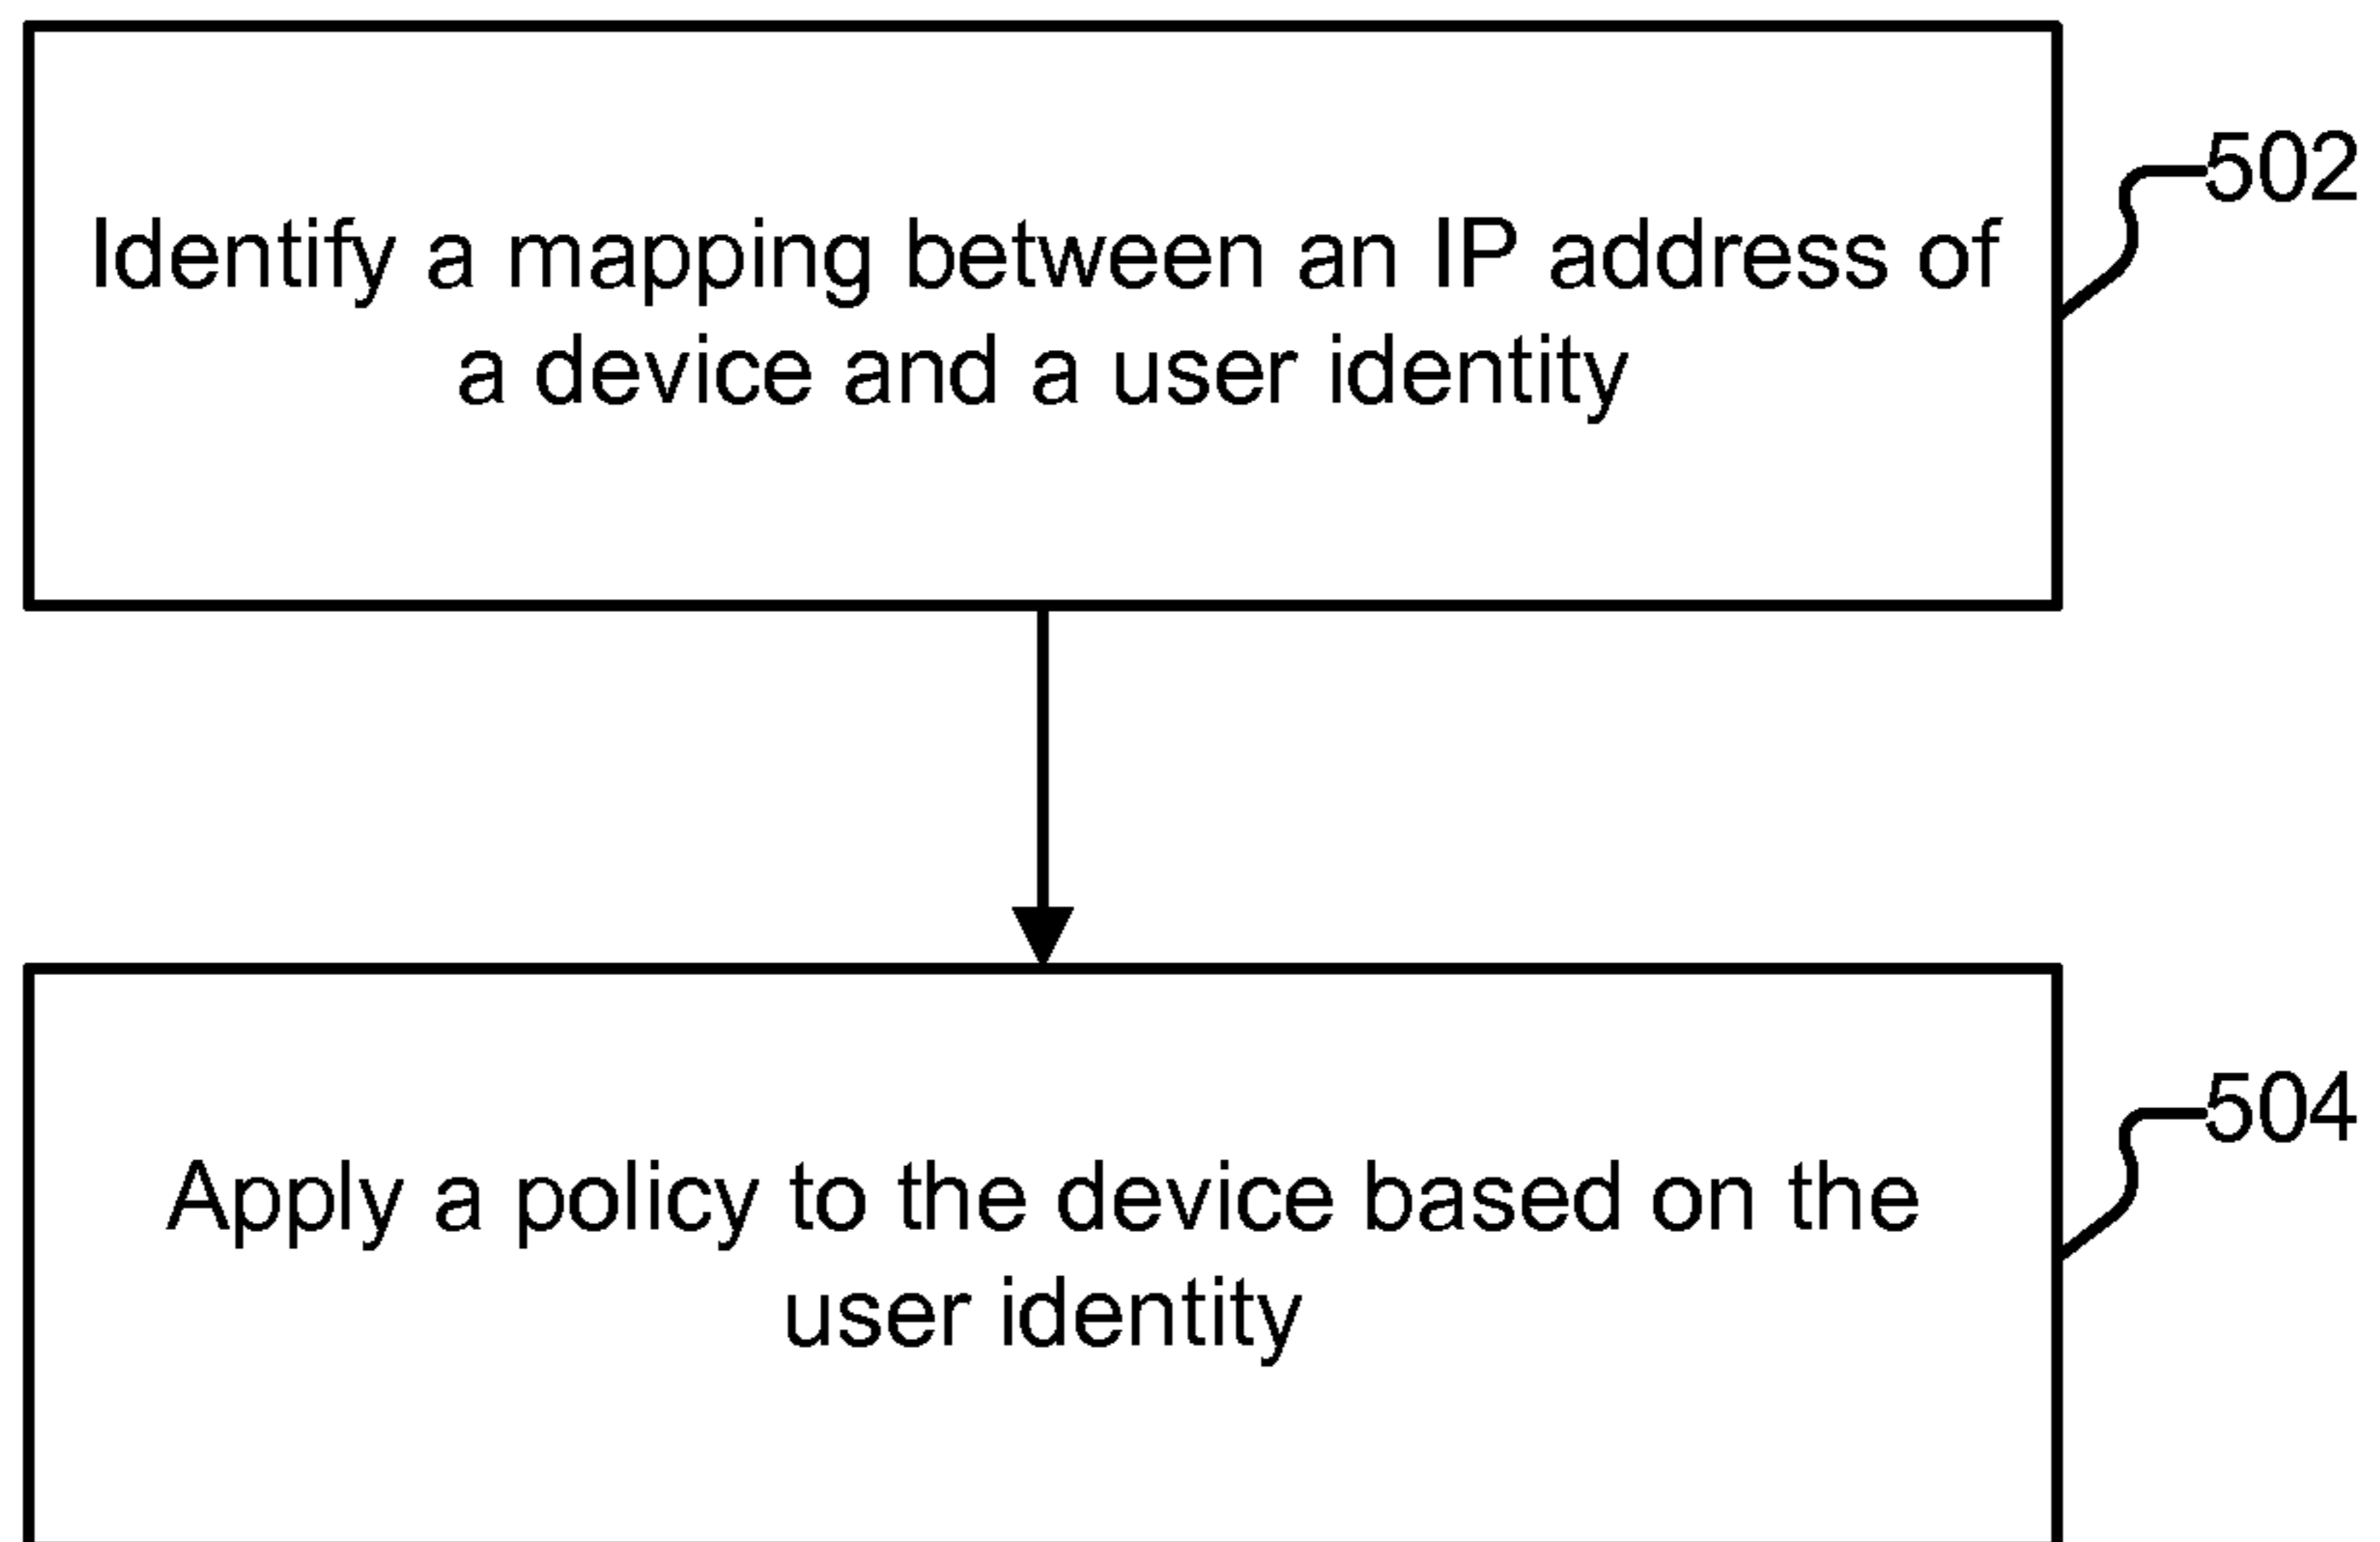 Identify a mapping between an IP address of
a device and a user identity
502
Apply a policy to the device based on the
user identity
504